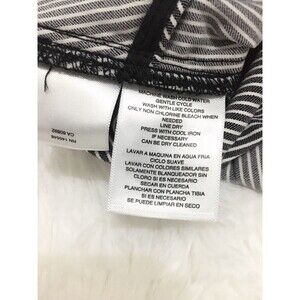 MACHINE WASH COLD WATER
GENTLE CYCLE
WASH WITH LIKE COLORS
ONLY NON CHLORINE BLEACH WHEN
NEEDED
LINE DRY
PRESS WITH COOL IRON
IF NECESSARY
CAN BE DRY CLEANED
LAVAR A MAQUINA EN AGUA FRIA
CICLO SUAVE
LAVAR CON COLORES SIMILARES
SOLAMENTE BLANQUEADOR SIN
CLORO SI ES NECESARIO
SECAR EN CUERDA
PLANCHAR CON PLANCHA TIBIA
SI ES NECESARIO
SE PUEDE LIMPIAR EN SECO
RN
CA